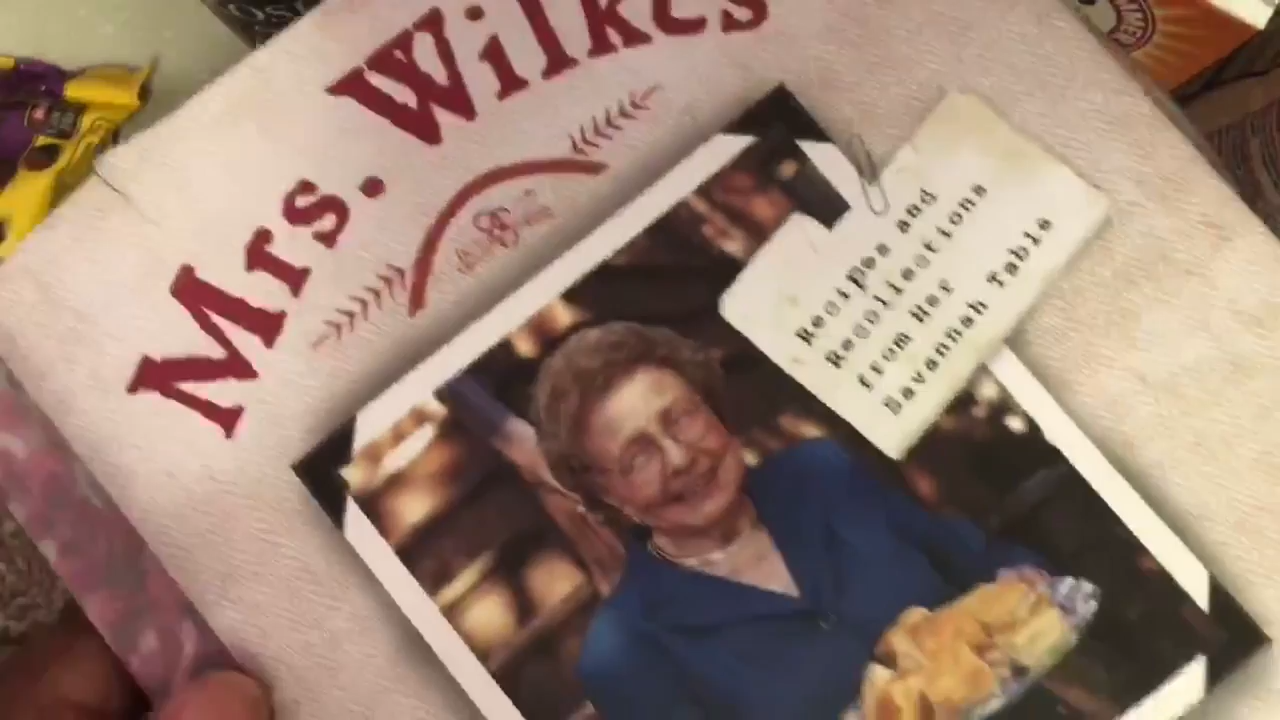 Mrs. Wilkes
Recipes and
Recollections
from Her
Savannah Table